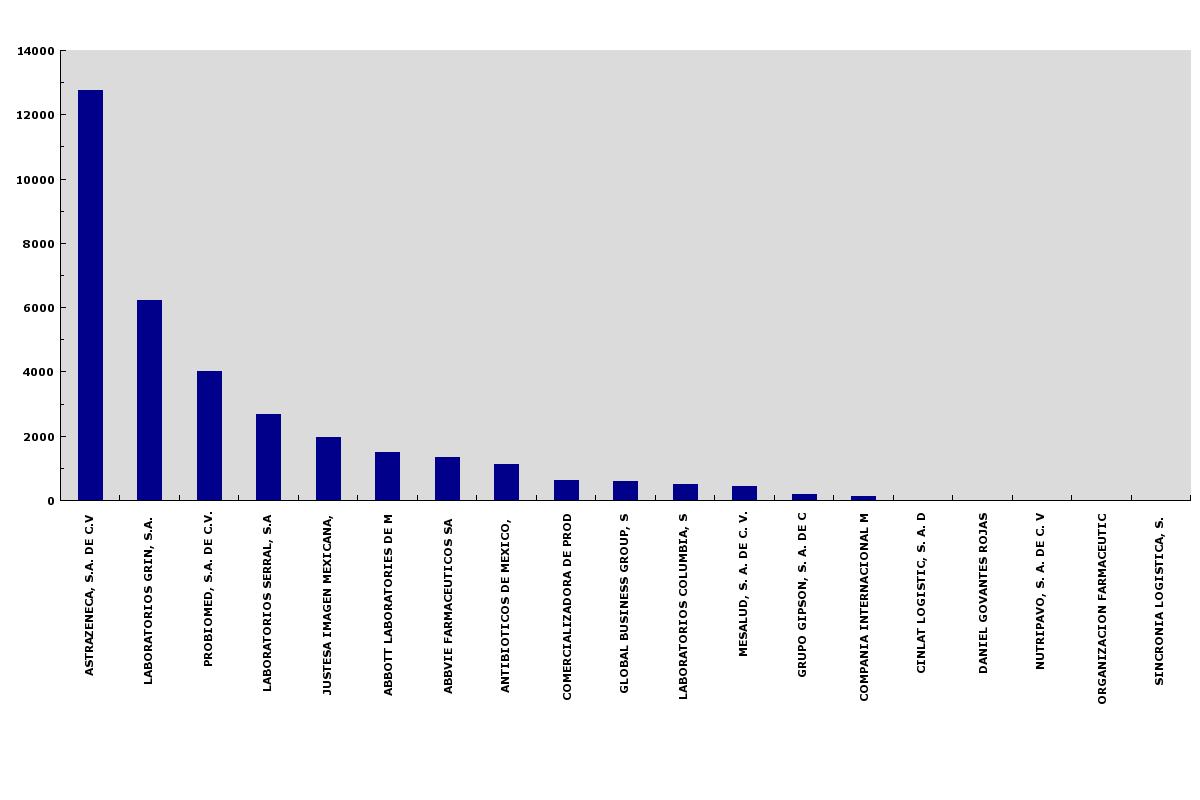 14000
12000
10000
8000
6000
4000
2000
0
ASTRAZENECA, S.A. DE C.V
LABORATORIOS GRIN, S.A.
PROBIOMED, S.A. DE C.V.
LABORATORIOS SERRAL, S.A
JUSTESA IMAGEN MEXICANA,
ABBOTT LABORATORIES DE M
ABBVIE FARMACEUTICOS SA
ANTIBIOTICOS DE MEXICO,
COMERCIALIZADORA DE PROD
GLOBAL BUSINESS GROUP, S
LABORATORIOS COLUMBIA, S
MESALUD, S. A. DE C. V.
GRUPO GIPSON, S. A. DE C
COMPANIA INTERNACIONAL M
CINLAT LOGISTIC, S. A. D
DANIEL GOVANTES ROJAS
NUTRIPAVO, S. A. DE C. V
ORGANIZACION FARMACEUTIC
SINCRONIA LOGISTICA, S.